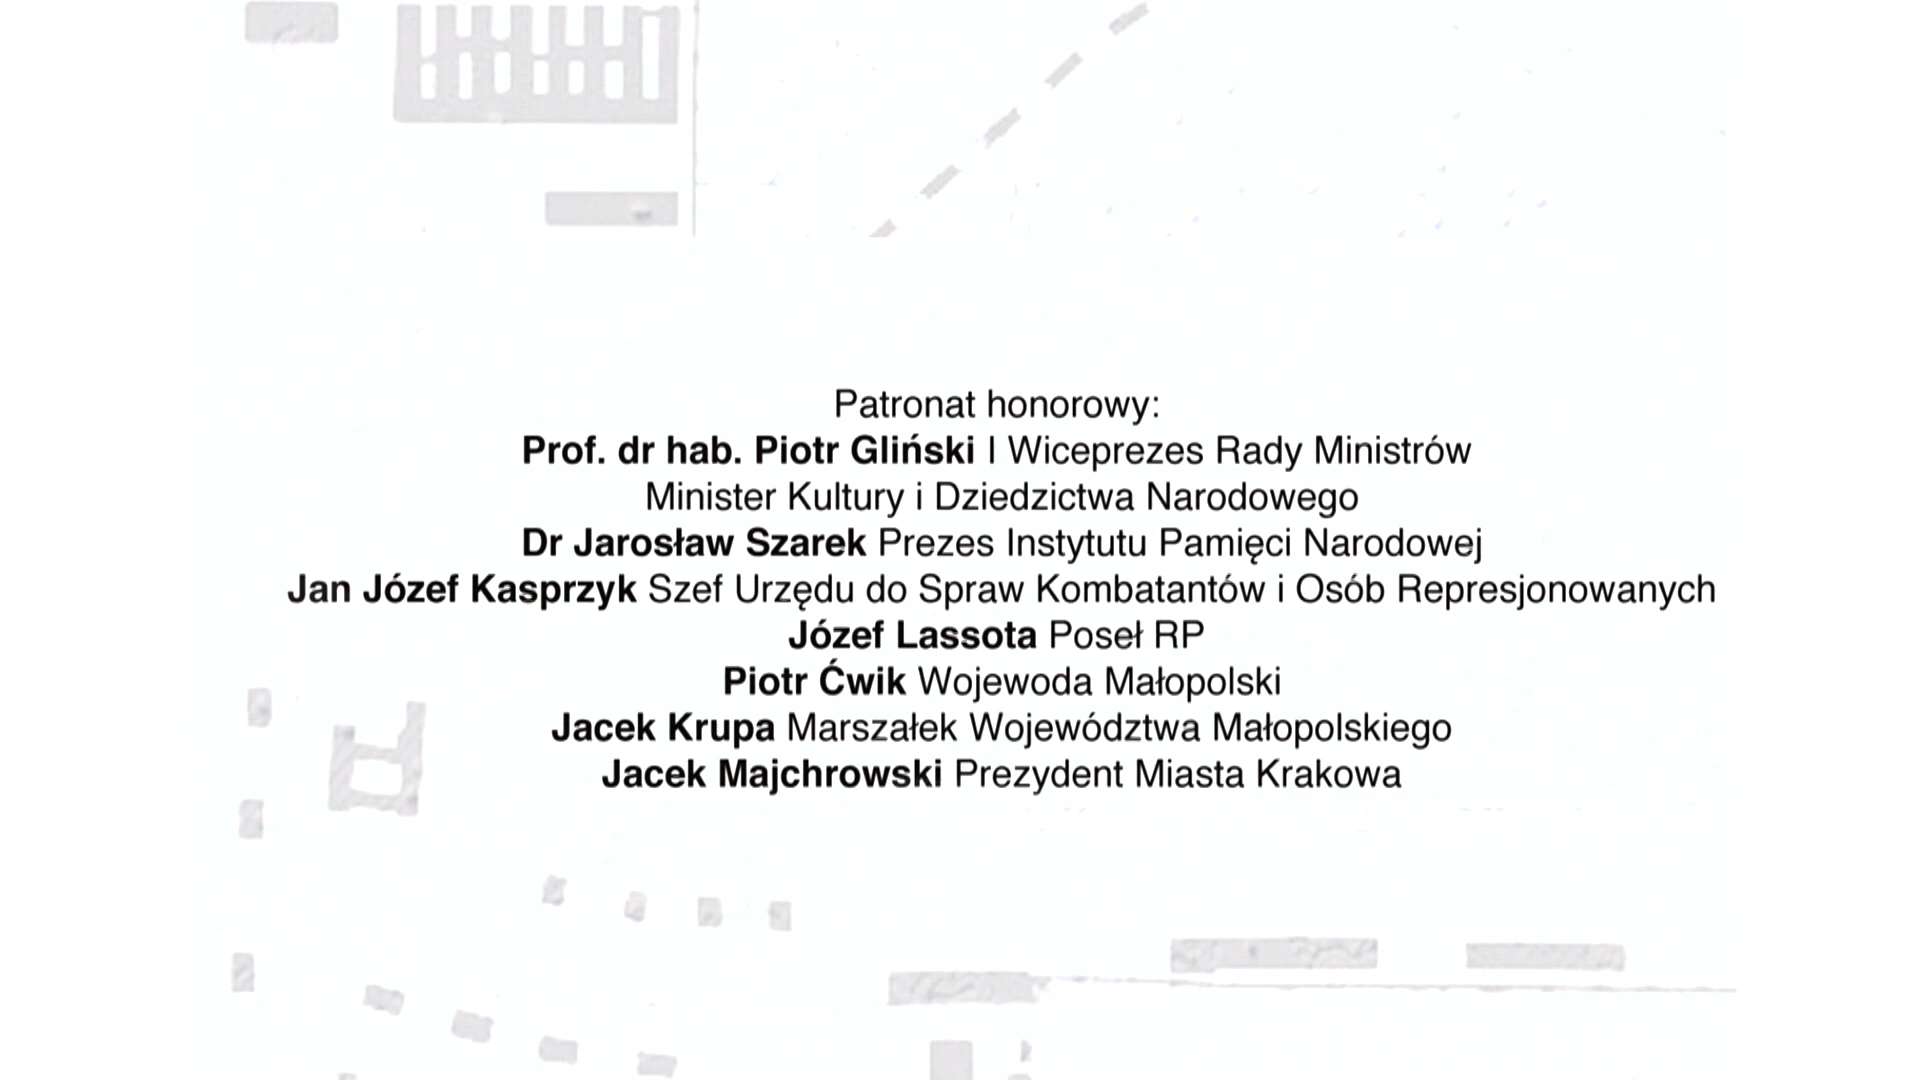 Patronat honorowy:
Prof. dr hab. Piotr Gliński I Wiceprezes Rady Ministrów
Minister Kultury i Dziedzictwa Narodowego
Dr Jarosław Szarek Prezes Instytutu Pamięci Narodowej
Jan Józef Kasprzyk Szef Urzędu do Spraw Kombatantów i Osób Represjonowanych
Józef Lassota Poseł RP
Piotr Ćwik Wojewoda Małopolski
Jacek Krupa Marszałek Województwa Małopolskiego
Jacek Majchrowski Prezydent Miasta Krakowa